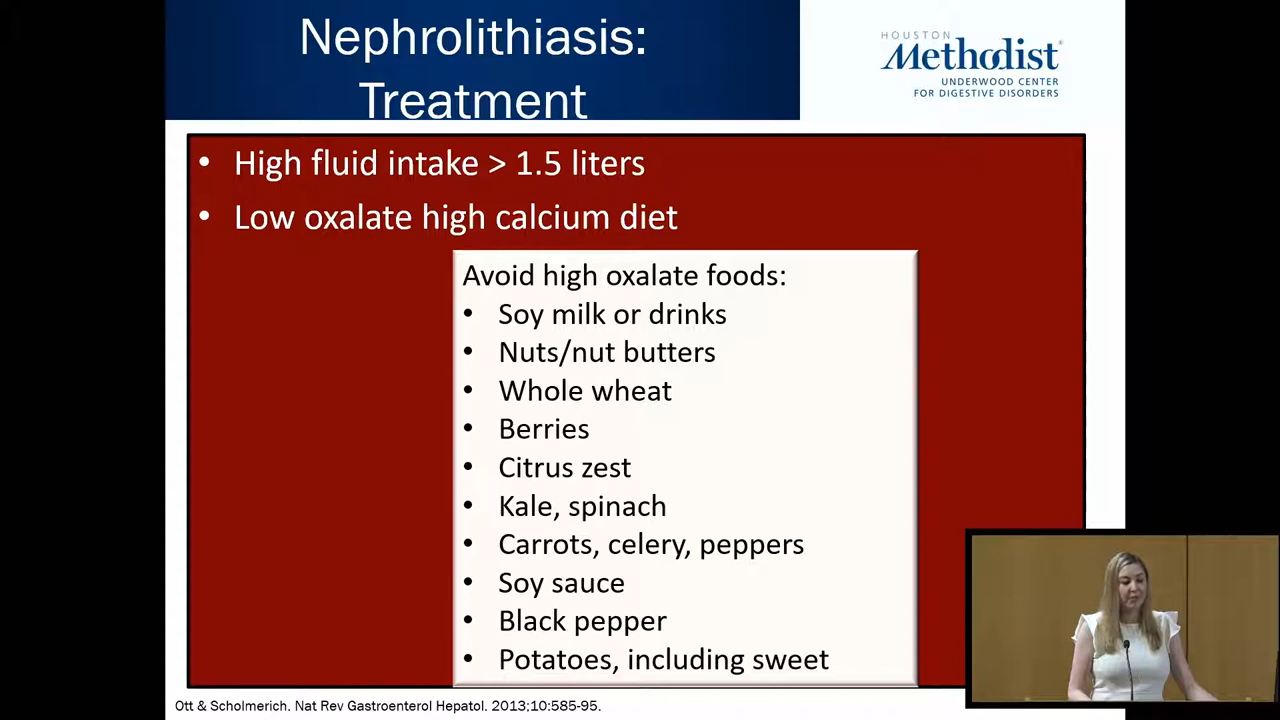 Nephrolithiasis:
Treatment
HOUSTON
Methodist®
UNDERWOOD CENTER
FOR DIGESTIVE DISORDERS
• High fluid intake > 1.5 liters
• Low oxalate high calcium diet
Avoid high oxalate foods:
• Soy milk or drinks
• Nuts/nut butters
• Whole wheat
• Berries
• Citrus zest
• Kale, spinach
• Carrots, celery, peppers
• Soy sauce
• Black pepper
• Potatoes, including sweet
Ott & Scholmerich. Nat Rev Gastroenterol Hepatol. 2013;10:585-95.